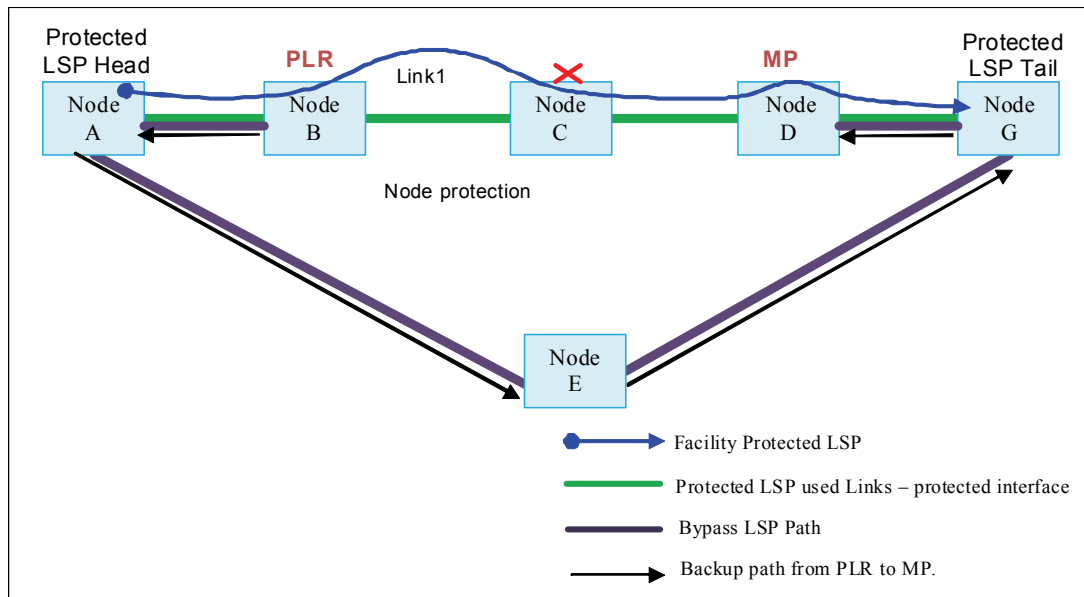 Protected
LSP Head
PLR
Link1
MP
Protected
LSP Tail
Node
A
Node
B
Node
C
Node
D
Node
G
Node protection
Node
E
Facility Protected LSP
Protected LSP used Links – protected interface
Bypass LSP Path
Backup path from PLR to MP.